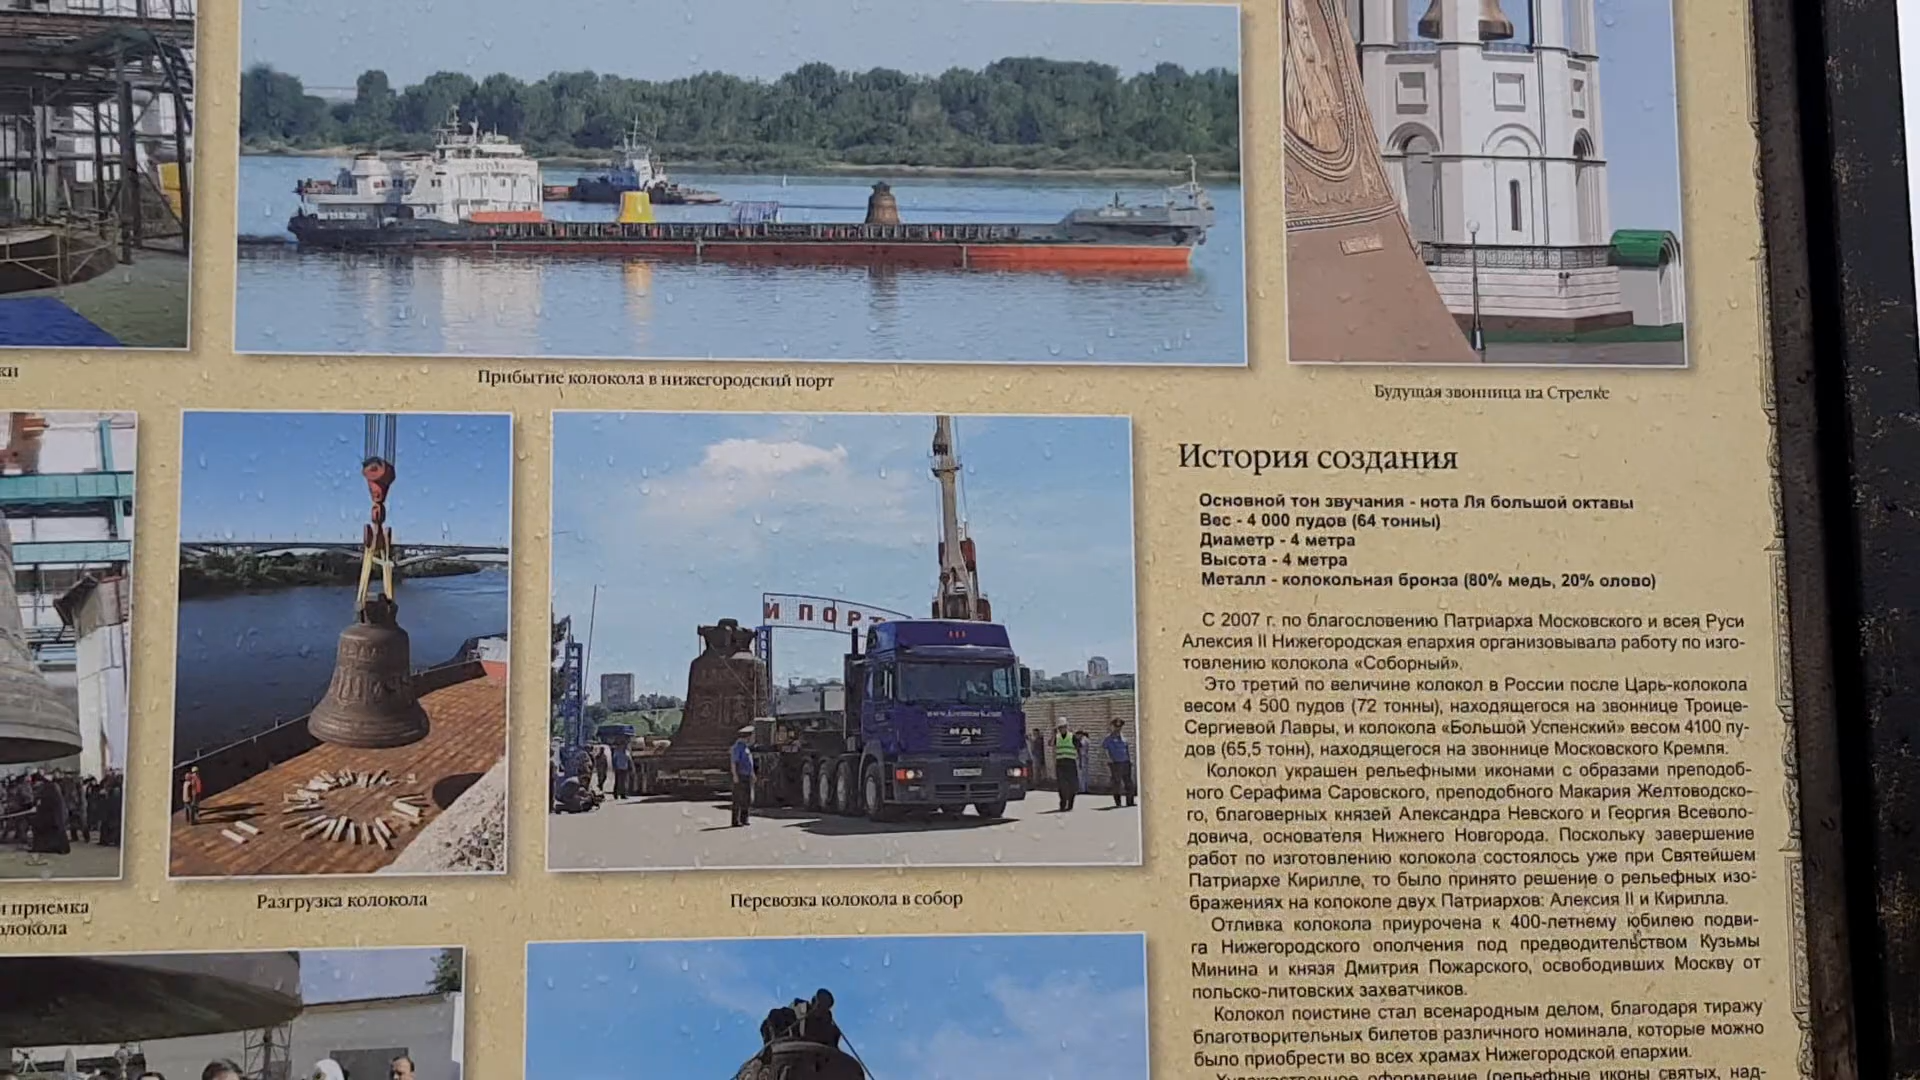 ки
Прибытие колокола в нижегородский порт
Будущая звонница на Стрелке
И ПОРТ
www.kranmark.com
MAN
и приемка
олокола
Разгрузка колокола
Перевозка колокола в собор
История создания
Основной тон звучания - нота Ля большой октавы
Вес - 4 000 пудов (64 тонны)
Диаметр - 4 метра
Высота - 4 метра
Металл - колокольная бронза (80% медь, 20% олово)
С 2007 г. по благословению Патриарха Московского и всея Руси
Алексия II Нижегородская епархия организовывала работу по изго-
товлению колокола «Соборный».
Это третий по величине колокол в России после Царь-колокола
весом 4 500 пудов (72 тонны), находящегося на звоннице Троице-
Сергиевой Лавры, и колокола «Большой Успенский» весом 4100 пу-
дов (65,5 тонн), находящегося на звоннице Московского Кремля.
Колокол украшен рельефными иконами с образами преподоб-
ного Серафима Саровского, преподобного Макария Желтоводско-
го, благоверных князей Александра Невского и Георгия Всеволо-
довича, основателя Нижнего Новгорода. Поскольку завершение
работ по изготовлению колокола состоялось уже при Святейшем
Патриархе Кирилле, то было принято решение о рельефных изо-
бражениях на колоколе двух Патриархов: Алексия II и Кирилла.
Отливка колокола приурочена к 400-летнему юбилею подви-
га Нижегородского ополчения под предводительством Кузьмы
Минина и князя Дмитрия Пожарского, освободивших Москву от
польско-литовских захватчиков.
Колокол поистине стал всенародным делом, благодаря тиражу
благотворительных билетов различного номинала, которые можно
было приобрести во всех храмах Нижегородской епархии.
Художественное оформление (рельефные иконы святых, над-